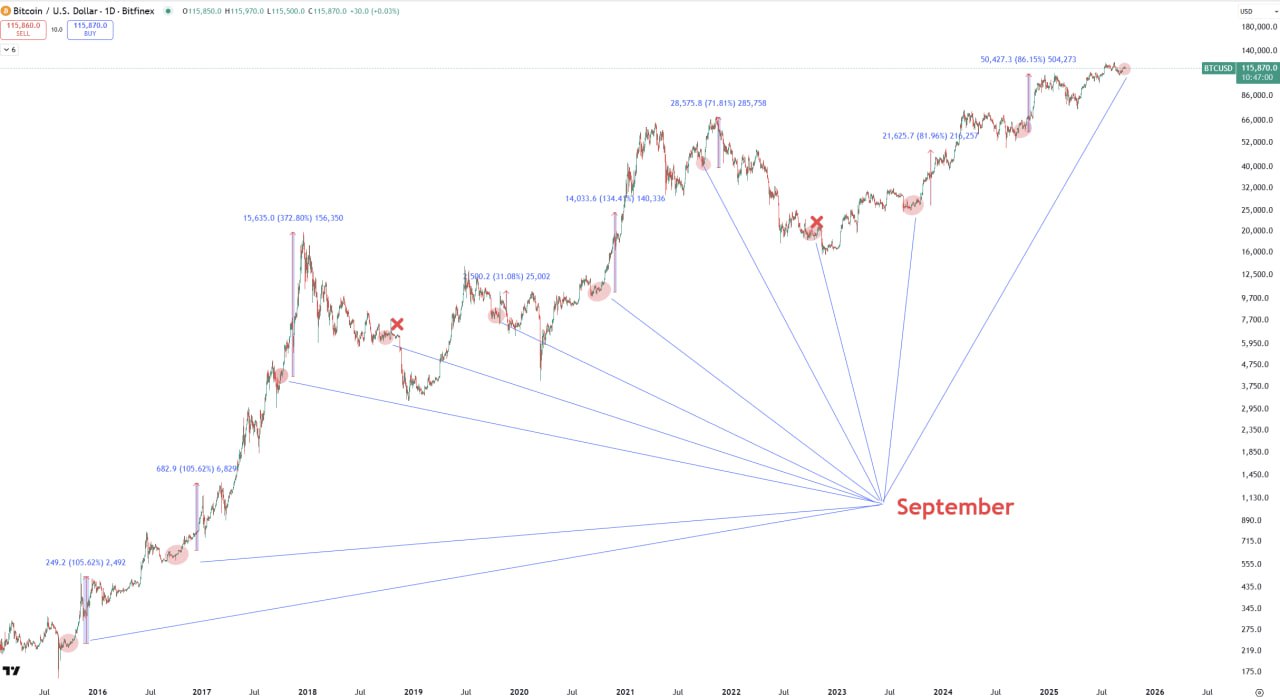 Bitcoin / U.S. Dollar · 1D · Bitfinex O115,850.0 H115,970.0 L115,500.0 C115,870.0 +30.0 (+0.03%)
USD
115,860.0
SELL
10.0
115,870.0
BUY
6
180,000.0
140,000.0
BTCUSD 115,870.0
10:47:00
86,000.0
66,000.0
52,000.0
40,000.0
32,000.0
25,000.0
20,000.0
16,000.0
12,500.0
9,700.0
7,700.0
5,950.0
4,750.0
3,750.0
2,950.0
2,350.0
1,850.0
1,450.0
1,130.0
890.0
715.0
555.0
435.0
345.0
275.0
219.0
175.0
50,427.3 (86.15%) 504,273
28,575.8 (71.81%) 285,758
21,625.7 (81.96%) 216,257
14,033.6 (134.41%) 140,336
15,635.0 (372.80%) 156,350
(31.08%) 25,002
682.9 (105.62%) 6,829
September
249.2 (105.62%) 2,492
Jul 2016 Jul 2017 Jul 2018 Jul 2019 Jul 2020 Jul 2021 Jul 2022 Jul 2023 Jul 2024 Jul 2025 Jul 2026 Jul